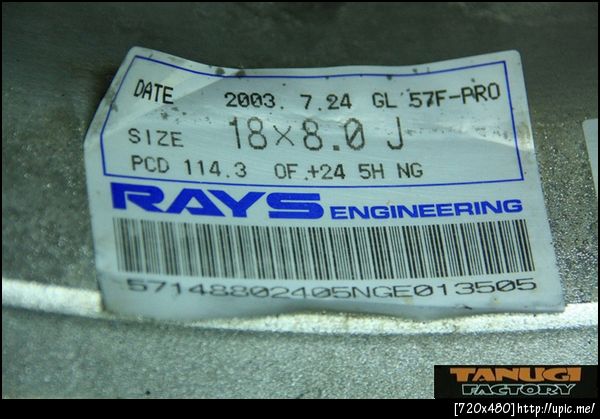 DATE 2003. 7.24 GL 57F-PRO
SIZE 18×8.0 J
PCD 114.3 OF.+24 5H NG
RAYS ENGINEERING
57148802405NGE013505
TANUGI
FACTORY
[720x480]http://upic.me/